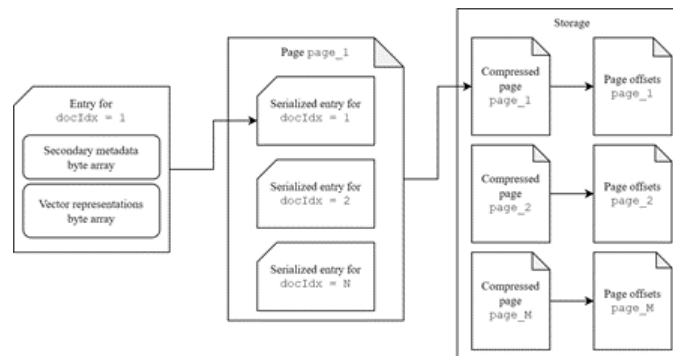 Entry for
docIdx = 1
Secondary metadata
byte array
Vector representations
byte array
Page page_1
Serialized entry for
docIdx = 1
Serialized entry for
docIdx = 2
Serialized entry for
docIdx = N
Storage
Compressed
page
page_1
Page offsets
page_1
Compressed
page
page_2
Page offsets
page_2
Compressed
page
page_M
Page offsets
page_M